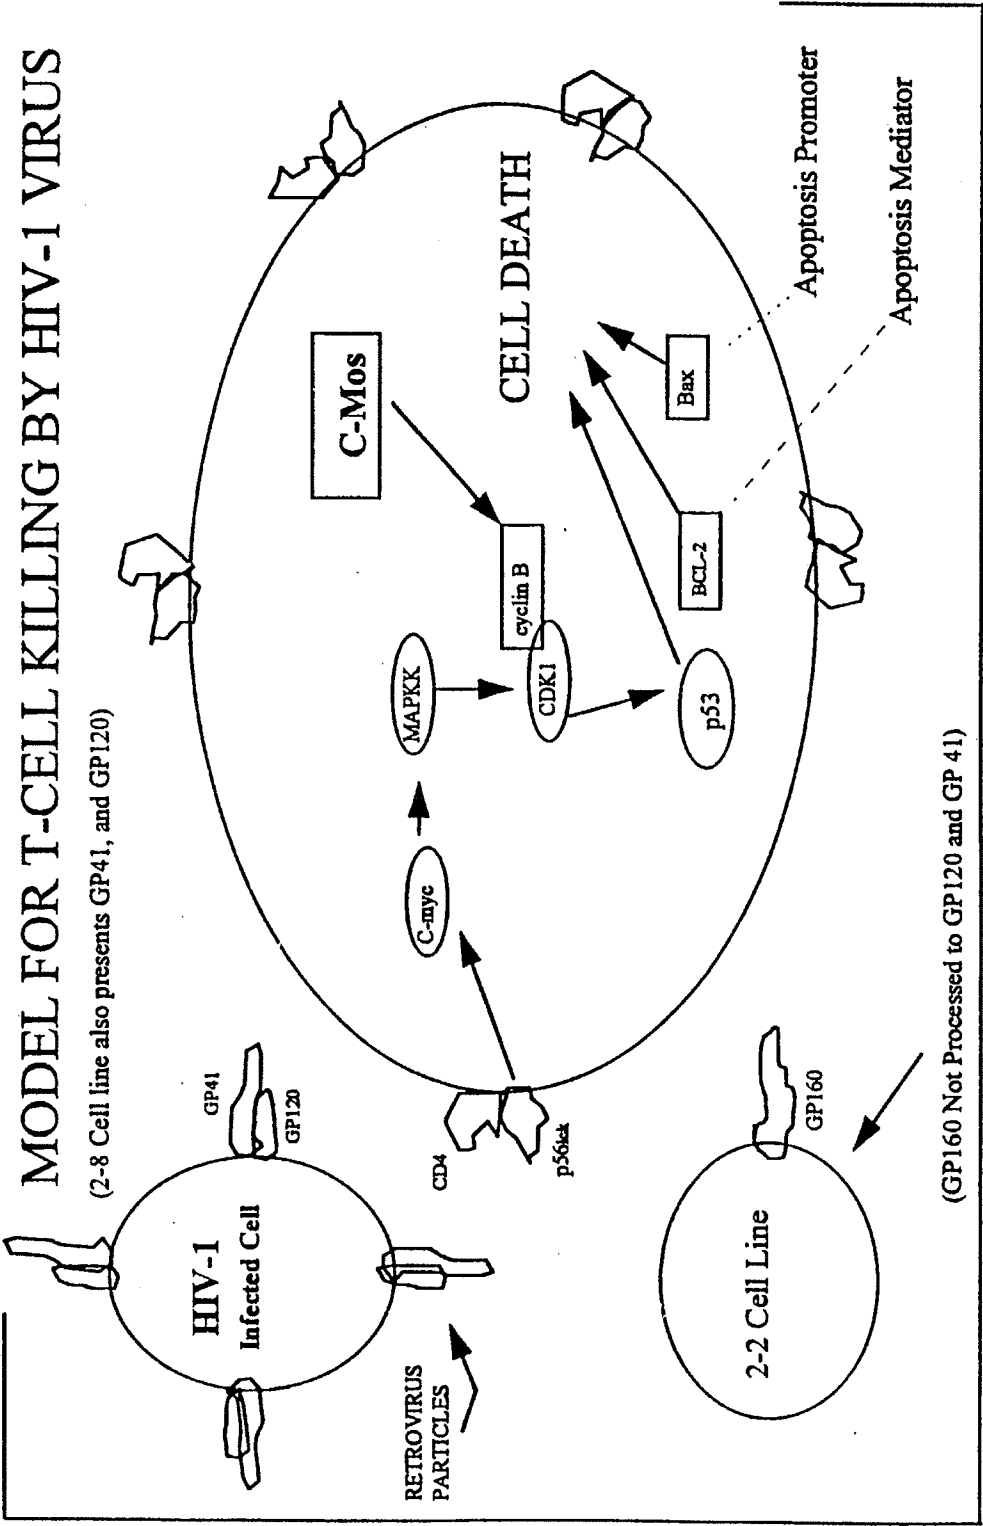 MODEL FOR T-CELL KILLING BY HIV-1 VIRUS
(2-8 Cell line also presents GP41, and GP120)
GP41
GP120
HIV-1
Infected Cell
RETROVIRUS
PARTICLES
CD4
p56lck
C-myc
MAPKK
cyclin B
CDK1
C-Mos
p53
BCL-2
Bax
CELL DEATH
Apoptosis Promoter
Apoptosis Mediator
2-2 Cell Line
GP160
(GP160 Not Processed to GP120 and GP 41)